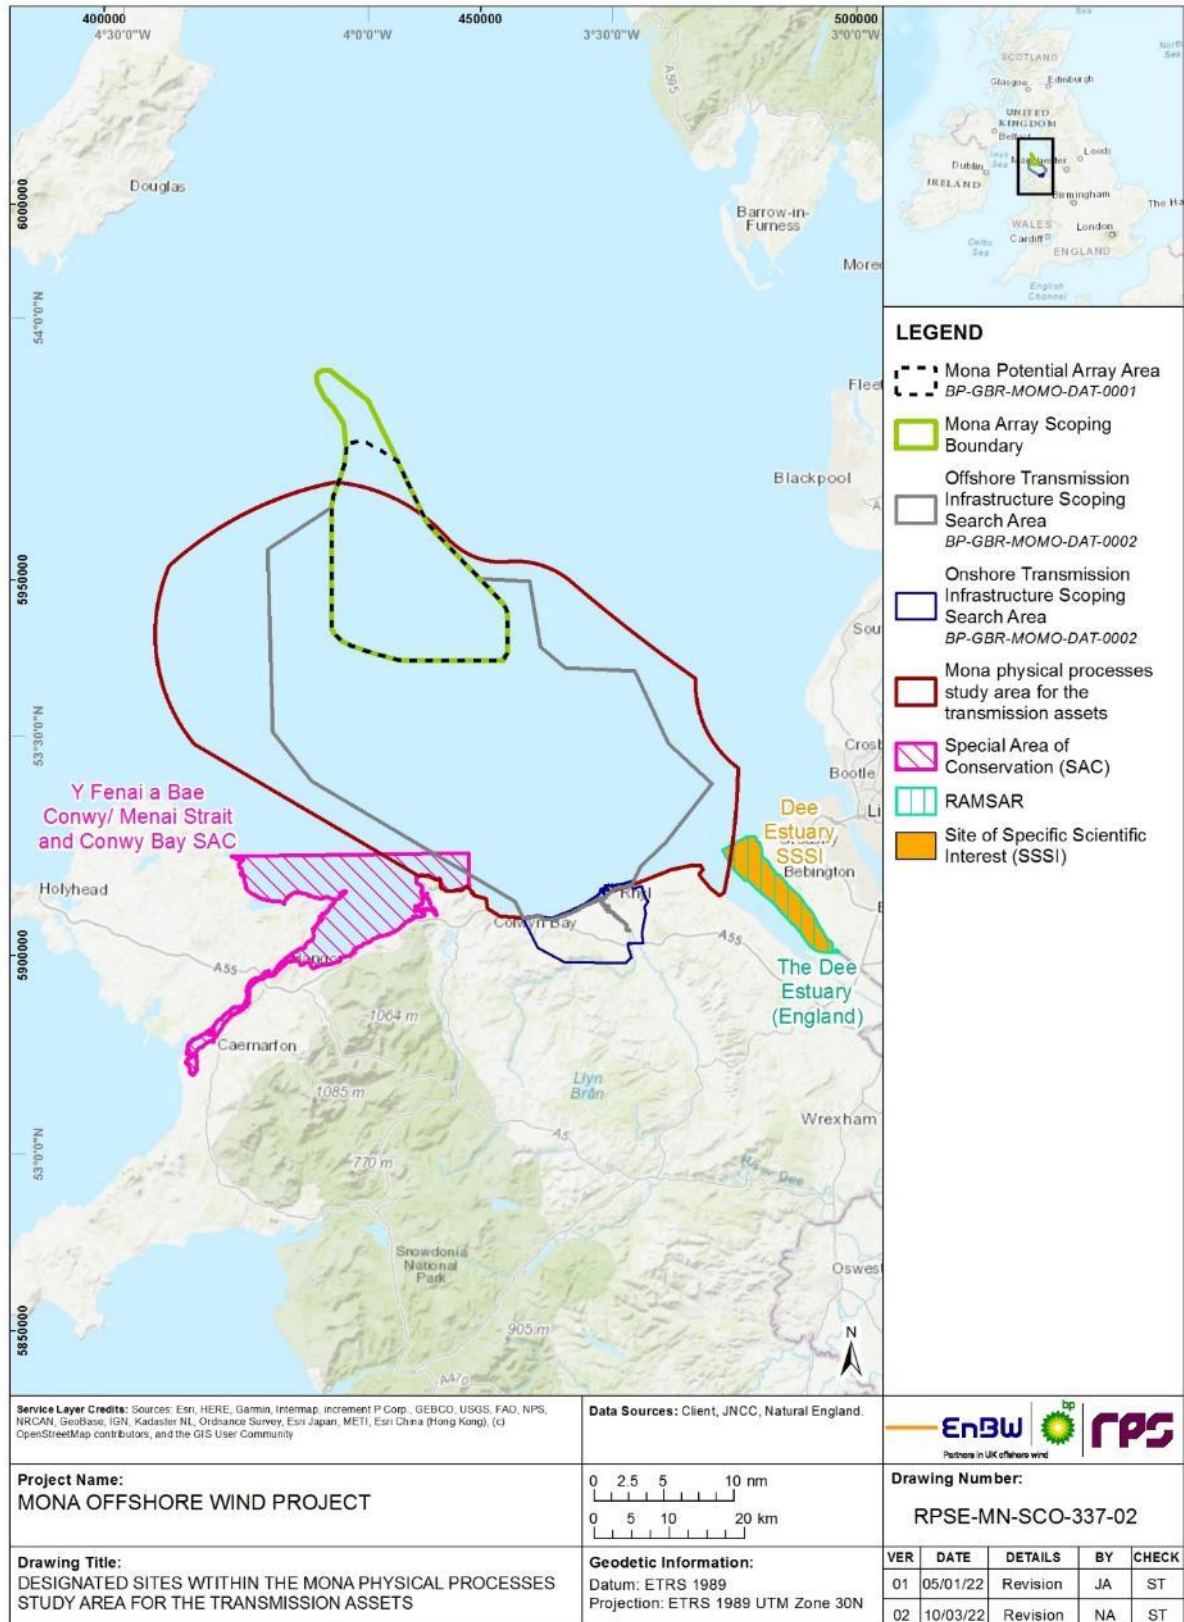 400000
450000
500000
4°30'0"W
4°0'0"W
3°30'0"W
3°0'0"W
A595
6000000
Douglas
Barrow-in-
Furness
54°0'0"N
Blackpool
5950000
53°30'0"N
Bootle
Y Fenai a Bae
Conwy/ Menai Strait
and Conwy Bay SAC
Dee
Estuary
SSSI
Bebington
Holyhead
Rhyl
Colwyn Bay
A55
5900000
A55
The Dee
Estuary
(England)
1064 m
Caernarfon
1085 m
Llyn
Brân
Wrexham
A5
53°0'0"N
770 m
River Dee
Snowdonia
National
Park
5850000
905 m
A470
N
SCOTLAND
Glasgow
Edinburgh
UNITED
KINGDOM
Dublin
Leeds
IRELAND
Birmingham
WALES
London
Cardiff
Celtic
Sea
ENGLAND
English
Channel
LEGEND
Mona Potential Array Area
BP-GBR-MOMO-DAT-0001
Mona Array Scoping
Boundary
Offshore Transmission
Infrastructure Scoping
Search Area
BP-GBR-MOMO-DAT-0002
Onshore Transmission
Infrastructure Scoping
Search Area
BP-GBR-MOMO-DAT-0002
Mona physical processes
study area for the
transmission assets
Special Area of
Conservation (SAC)
RAMSAR
Site of Specific Scientific
Interest (SSSI)
Service Layer Credits: Sources: Esri, HERE, Garmin, Intermap, increment P Corp., GEBCO, USGS, FAO, NPS,
NRCAN, GeoBase, IGN, Kadaster NL, Ordnance Survey, Esri Japan, METI, Esri China (Hong Kong), (c)
OpenStreetMap contributors, and the GIS User Community
Data Sources: Client, JNCC, Natural England.
EnBW bp rps
Partners in UK offshore wind
Project Name:
MONA OFFSHORE WIND PROJECT
0 2.5 5 10 nm
0 5 10 20 km
Drawing Number:
RPSE-MN-SCO-337-02
Drawing Title:
DESIGNATED SITES WTITHIN THE MONA PHYSICAL PROCESSES
STUDY AREA FOR THE TRANSMISSION ASSETS
Geodetic Information:
Datum: ETRS 1989
Projection: ETRS 1989 UTM Zone 30N
VER DATE DETAILS BY CHECK
01 05/01/22 Revision JA ST
02 10/03/22 Revision NA ST